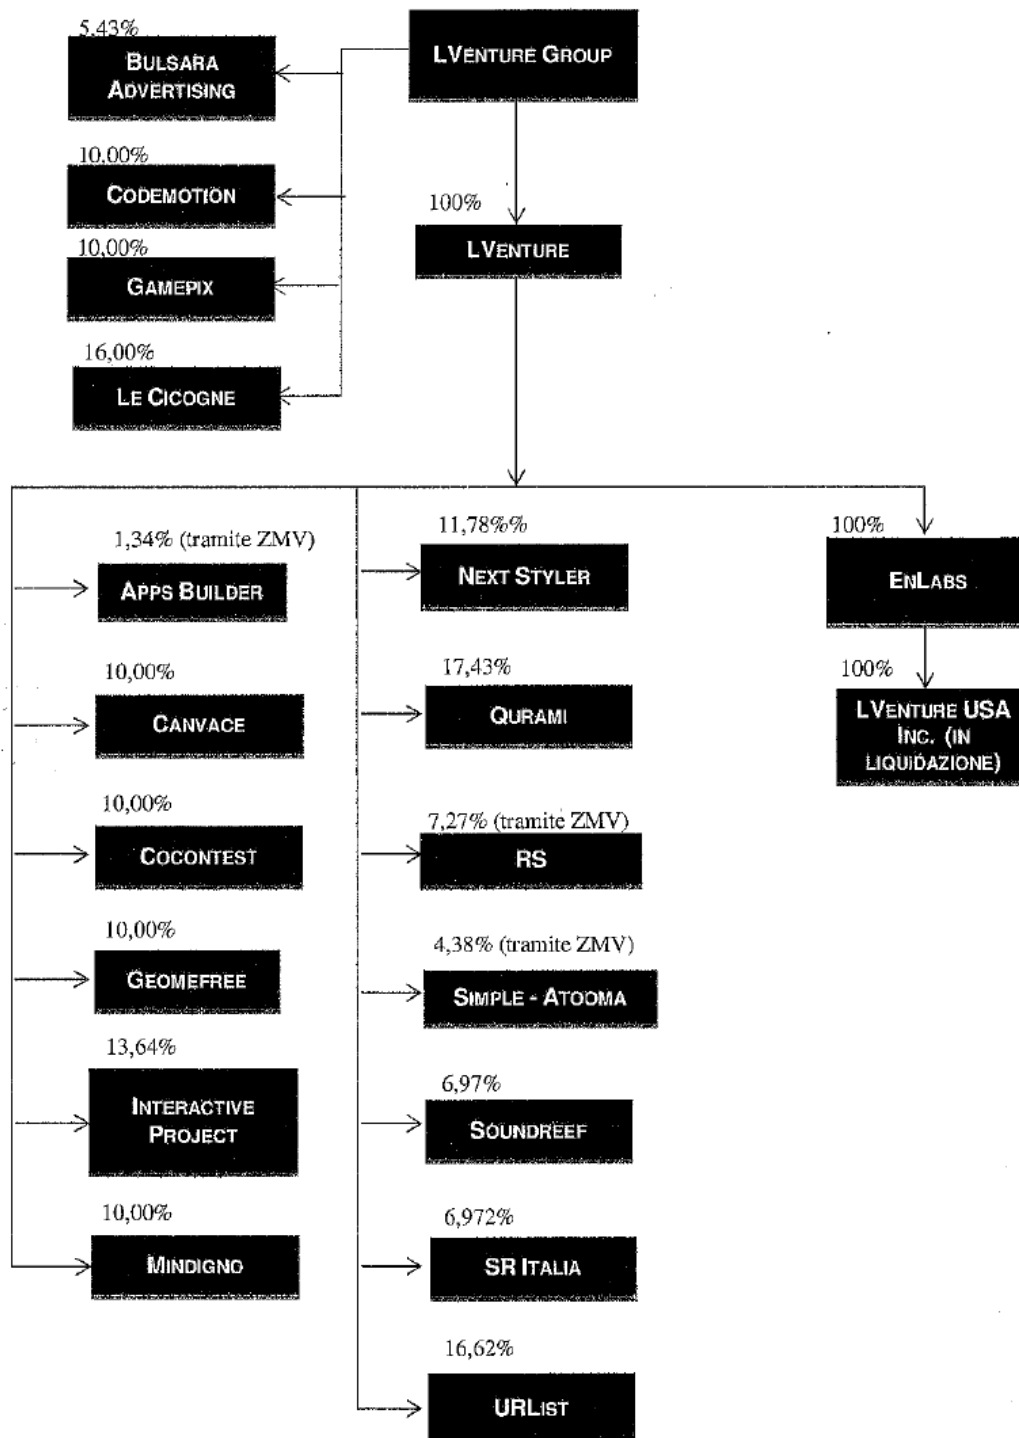 LVENTURE GROUP
5,43%
BULSARA
ADVERTISING
10,00%
CODEMOTION
10,00%
GAMEPIX
16,00%
LE CICOGNE
100%
LVENTURE
1,34% (tramite ZMV)
APPS BUILDER
10,00%
CANVACE
10,00%
COCONTEST
10,00%
GEOMEFREE
13,64%
INTERACTIVE
PROJECT
10,00%
MINDIGNO
11,78%%
NEXT STYLER
17,43%
QURAMI
7,27% (tramite ZMV)
RS
4,38% (tramite ZMV)
SIMPLE - ATOOMA
6,97%
SOUNDREEF
6,972%
SR ITALIA
16,62%
URLIST
100%
ENLABS
100%
LVENTURE USA
INC. (IN
LIQUIDAZIONE)